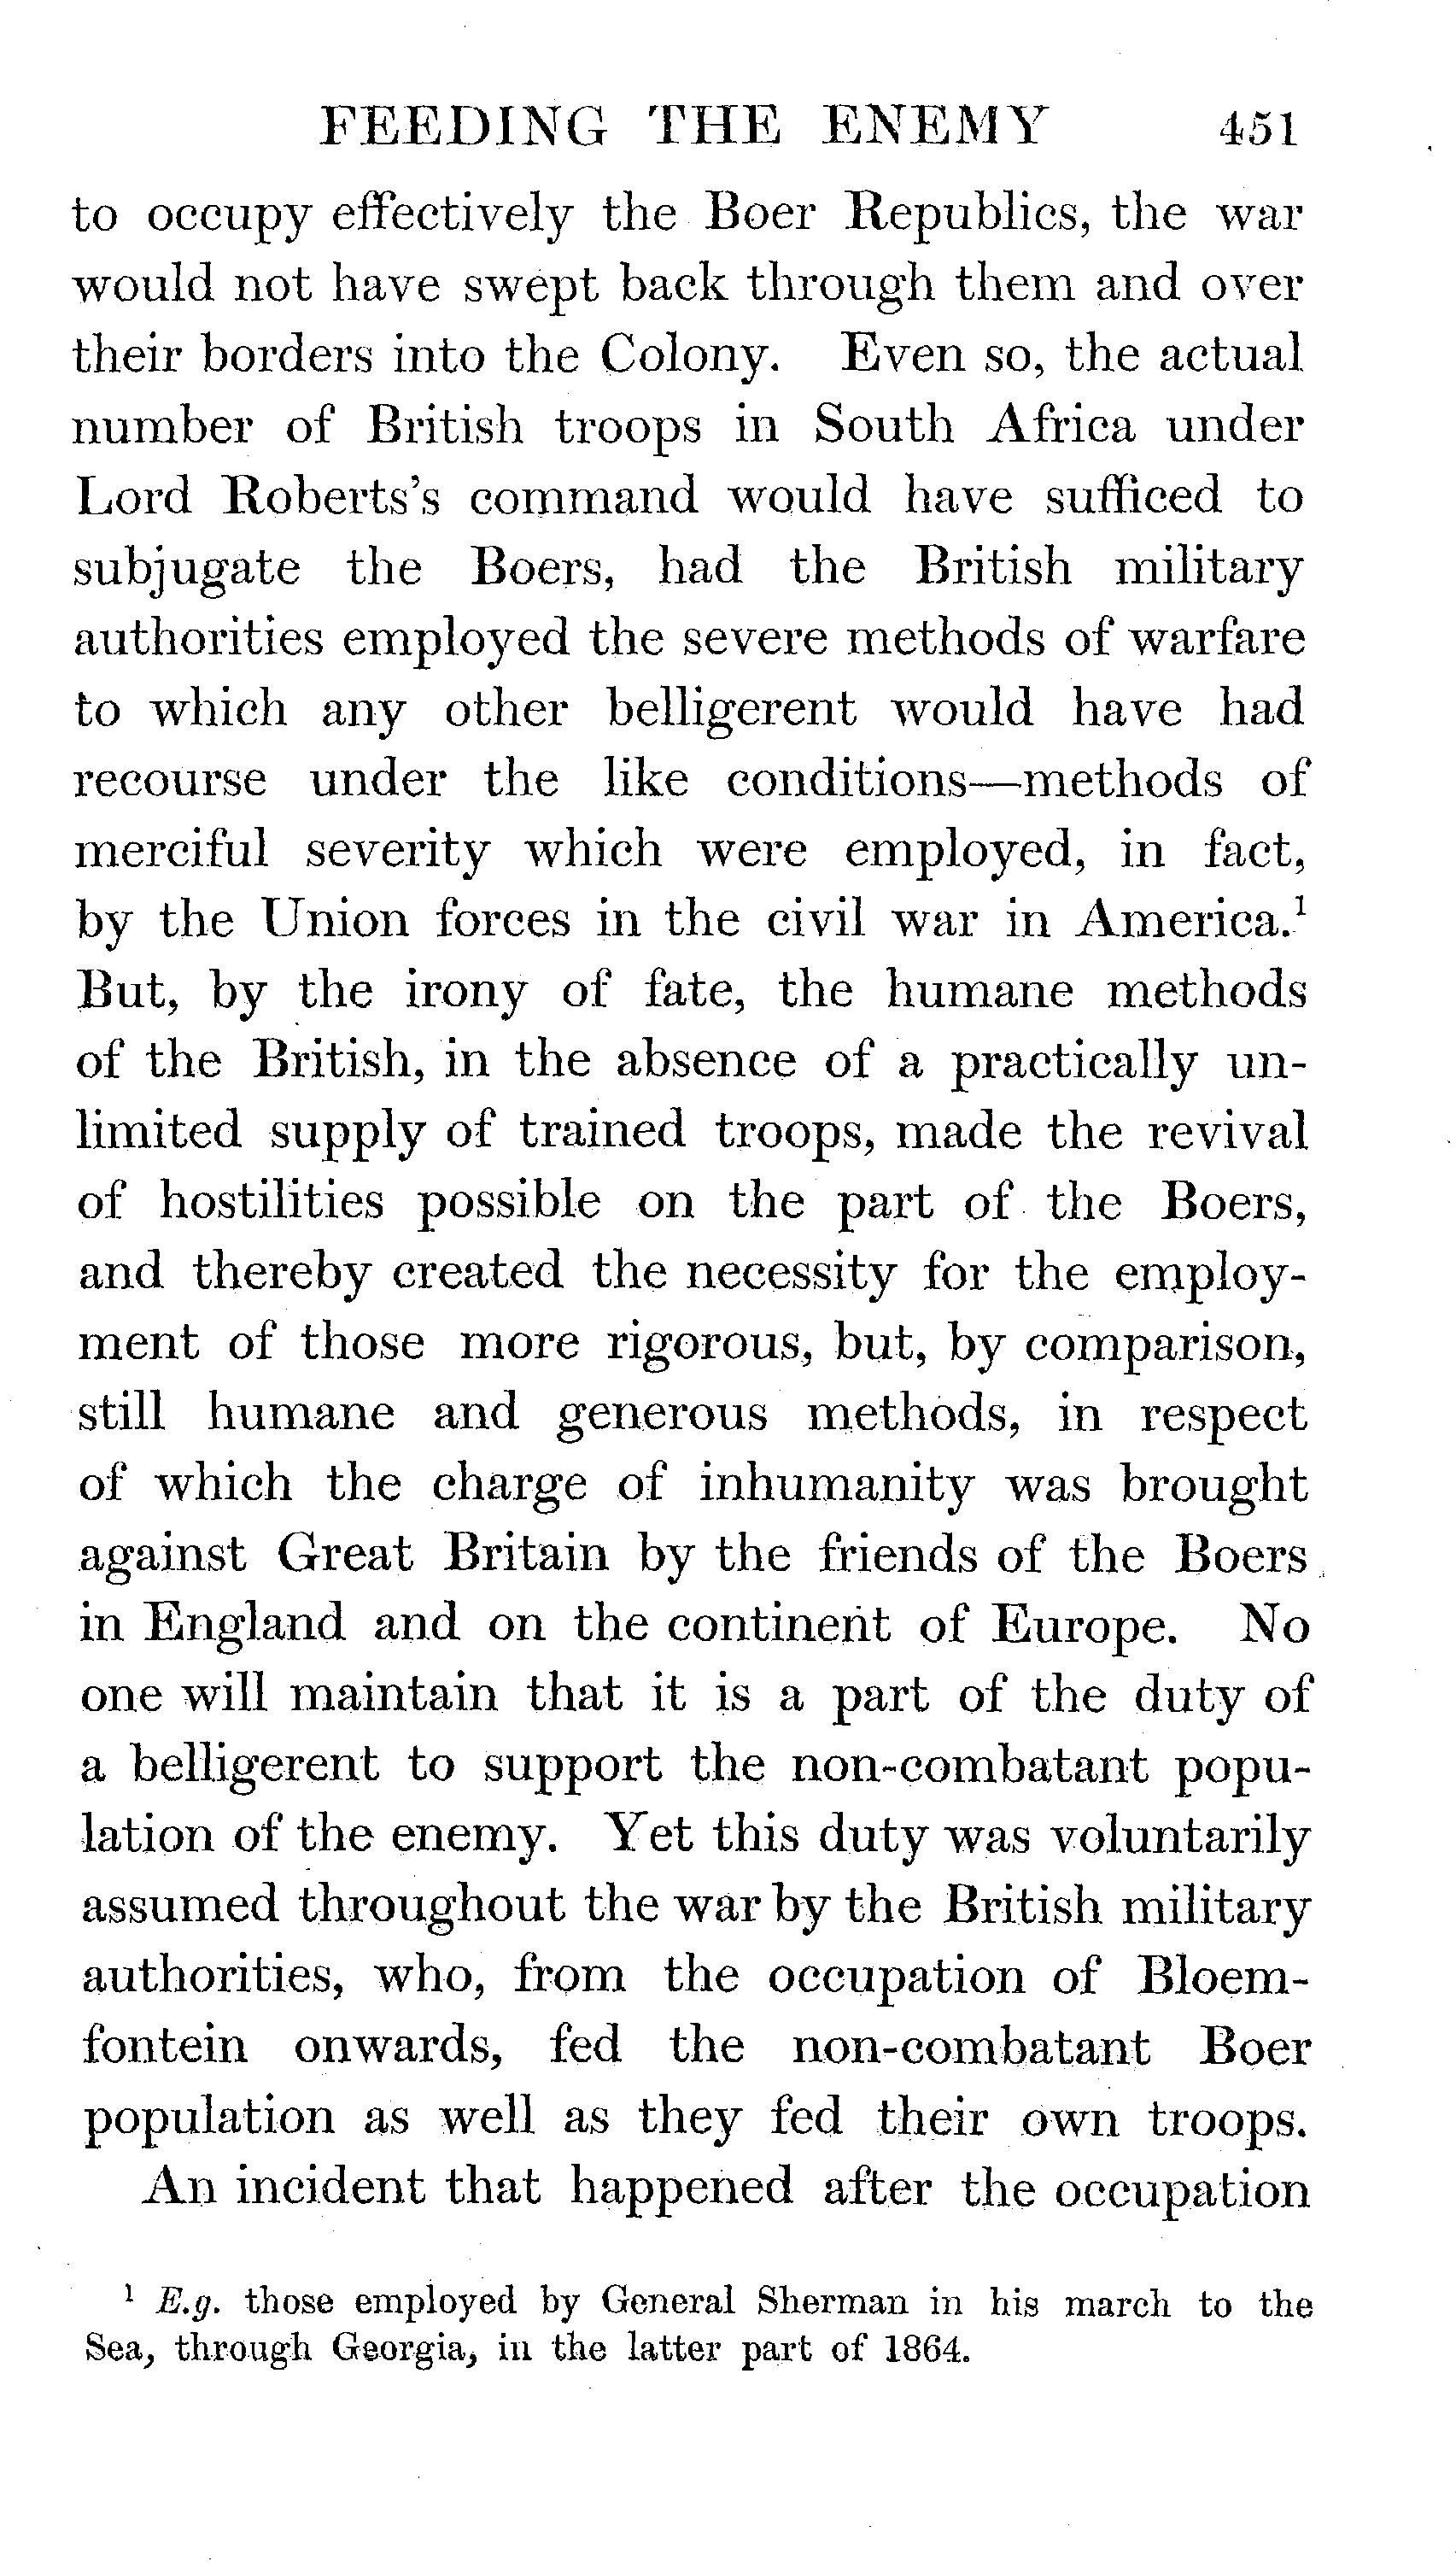 FEEDING THE ENEMY 451
to occupy effectively the Boer Republics, the war
would not have swept back through them and over
their borders into the Colony. Even so, the actual
number of British troops in South Africa under
Lord Roberts's command would have sufficed to
subjugate the Boers, had the British military
authorities employed the severe methods of warfare
to which any other belligerent would have had
recourse under the like conditions—methods of
merciful severity which were employed, in fact,
by the Union forces in the civil war in America.¹
But, by the irony of fate, the humane methods
of the British, in the absence of a practically un-
limited supply of trained troops, made the revival
of hostilities possible on the part of the Boers,
and thereby created the necessity for the employ-
ment of those more rigorous, but, by comparison,
still humane and generous methods, in respect
of which the charge of inhumanity was brought
against Great Britain by the friends of the Boers
in England and on the continent of Europe. No
one will maintain that it is a part of the duty of
a belligerent to support the non-combatant popu-
lation of the enemy. Yet this duty was voluntarily
assumed throughout the war by the British military
authorities, who, from the occupation of Bloem-
fontein onwards, fed the non-combatant Boer
population as well as they fed their own troops.
An incident that happened after the occupation
¹ E.g. those employed by General Sherman in his march to the
Sea, through Georgia, in the latter part of 1864.